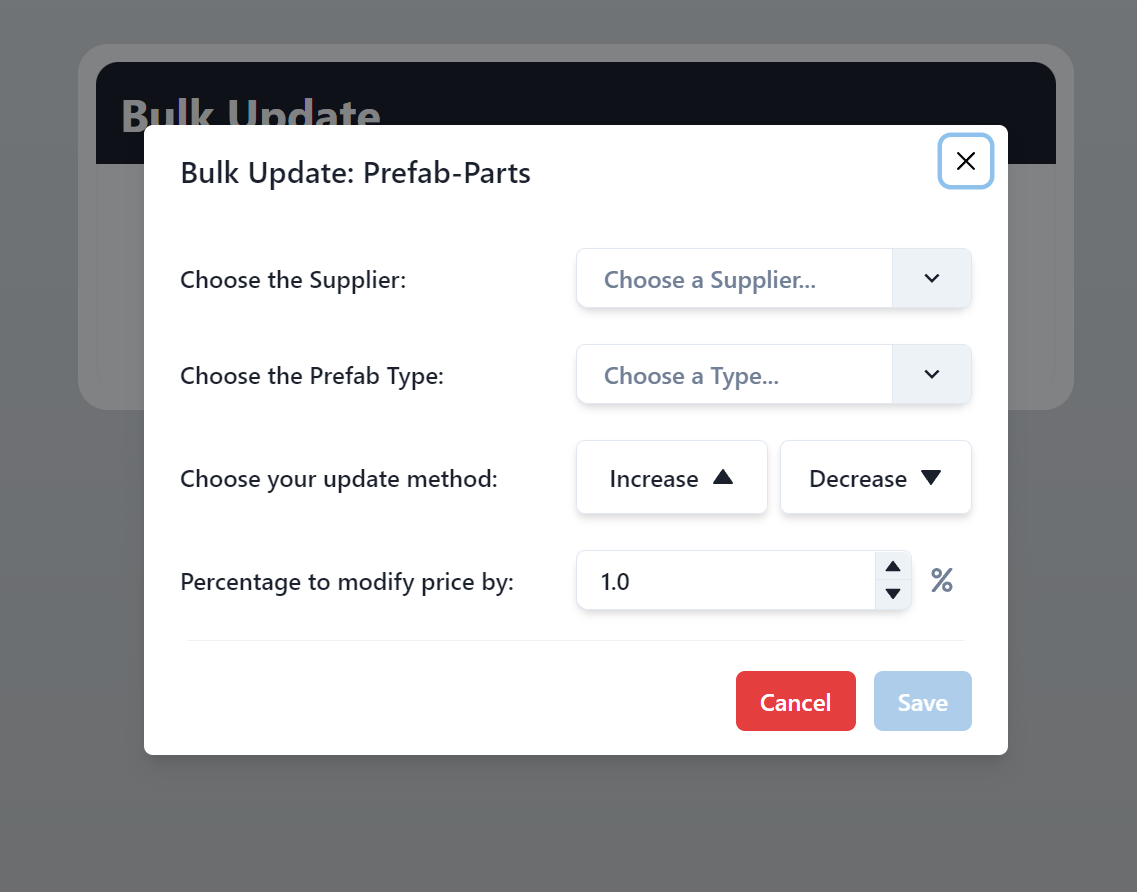 Bulk Update
Bulk Update: Prefab-Parts
Choose the Supplier:
Choose a Supplier...
Choose the Prefab Type:
Choose a Type...
Choose your update method:
Increase ▲
Decrease ▼
Percentage to modify price by:
1.0
%
Cancel
Save